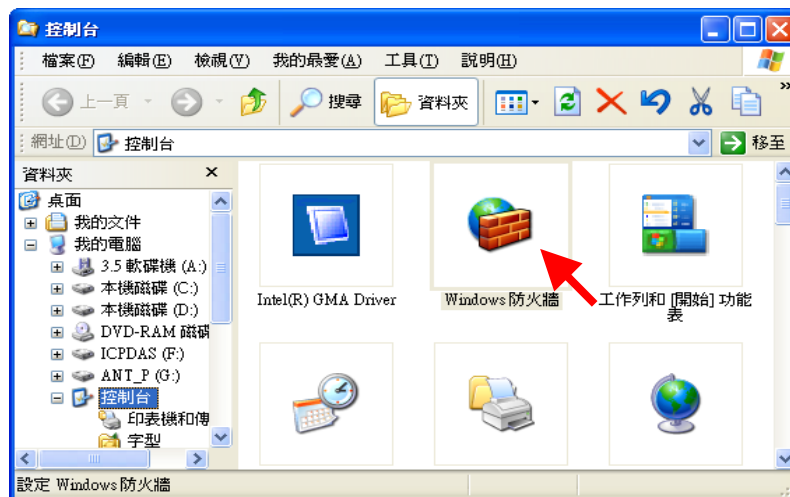 控制台
檔案(F) 編輯(E) 檢視(V) 我的最愛(A) 工具(T) 說明(H)
上一頁 搜尋 資料夾
網址(D) 控制台 移至
資料夾
桌面
我的文件
我的電腦
3.5 軟碟機 (A:)
本機磁碟 (C:)
本機磁碟 (D:)
DVD-RAM 磁碟
ICPDAS (F:)
ANT_P (G:)
控制台
印表機和傳
字型
Intel(R) GMA Driver
Windows 防火牆
工作列和 [開始] 功能
表
設定 Windows 防火牆